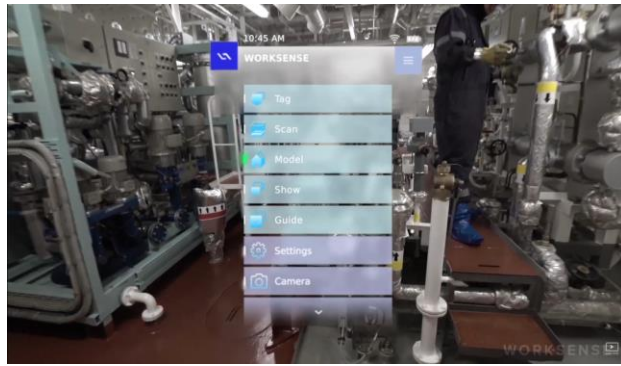 10:45 AM
WORKSENSE
Tag
Scan
Model
Show
Guide
Settings
Camera
WORKSENSE